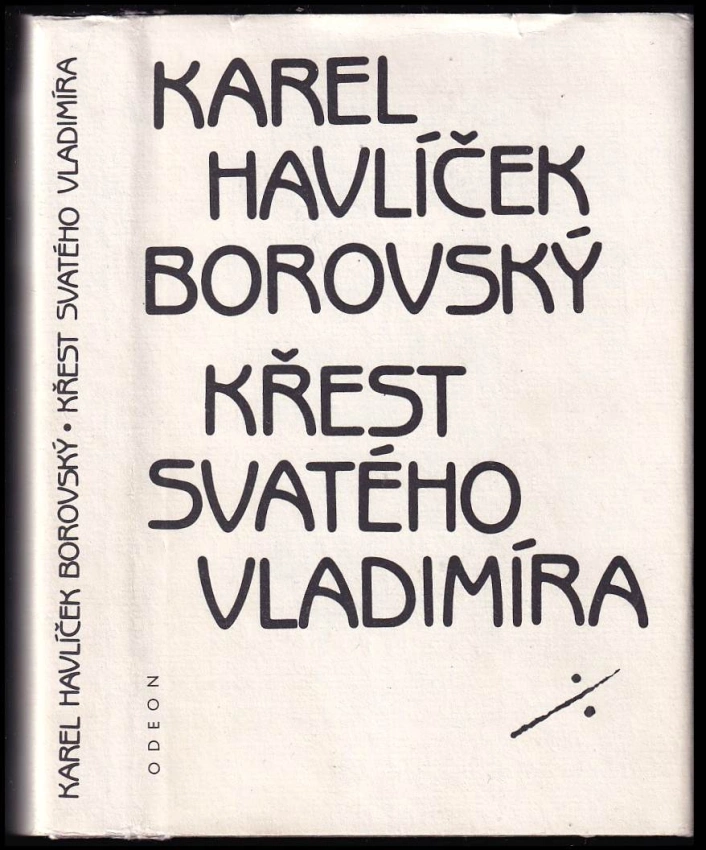 KAREL HAVLÍČEK BOROVSKÝ • KŘEST SVATÉHO VLADIMÍRA
KAREL
HAVLÍČEK
BOROVSKÝ
KŘEST
SVATÉHO
VLADIMÍRA
ODEON